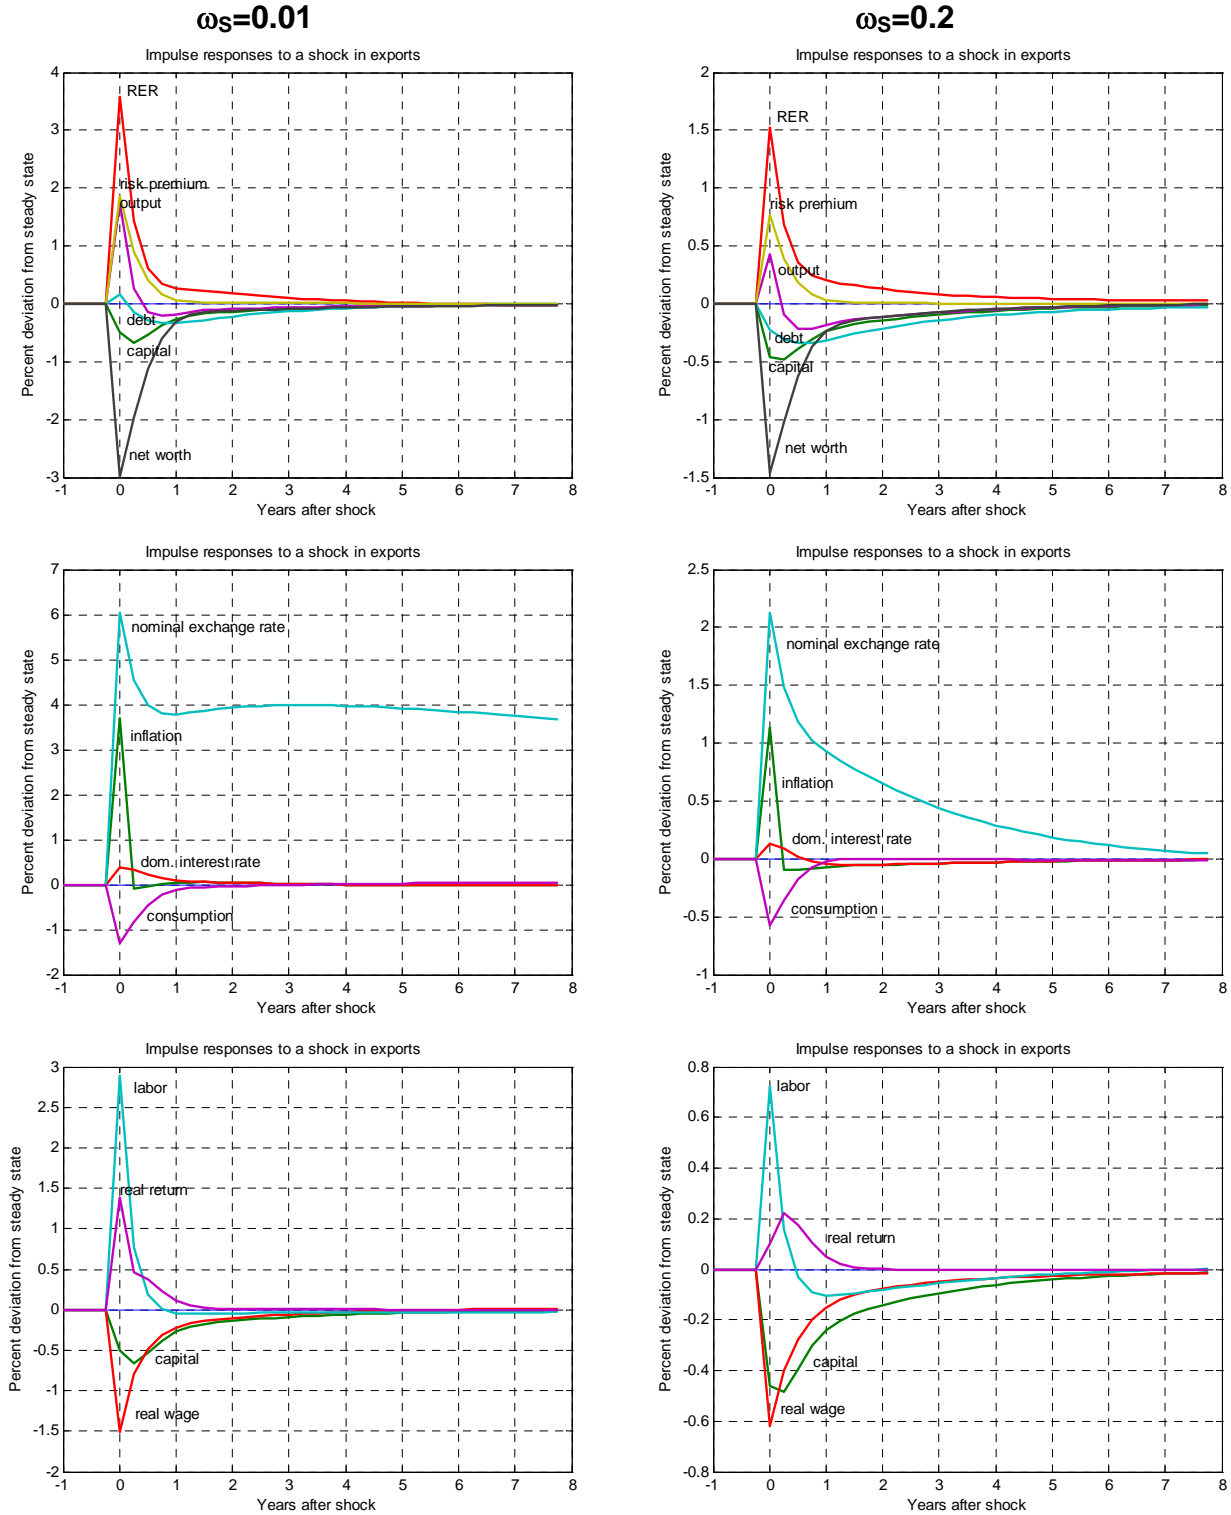 ωS=0.01
Impulse responses to a shock in exports
Percent deviation from steady state
4
3
2
1
0
-1
-2
-3
RER
risk premium
output
debt
capital
net worth
-1 0 1 2 3 4 5 6 7 8
Years after shock
ωS=0.2
Impulse responses to a shock in exports
Percent deviation from steady state
2
1.5
1
0.5
0
-0.5
-1
-1.5
RER
risk premium
output
debt
capital
net worth
-1 0 1 2 3 4 5 6 7 8
Years after shock
Impulse responses to a shock in exports
Percent deviation from steady state
7
6
5
4
3
2
1
0
-1
-2
nominal exchange rate
inflation
dom. interest rate
consumption
-1 0 1 2 3 4 5 6 7 8
Years after shock
Impulse responses to a shock in exports
Percent deviation from steady state
2.5
2
1.5
1
0.5
0
-0.5
-1
nominal exchange rate
inflation
dom. interest rate
consumption
-1 0 1 2 3 4 5 6 7 8
Years after shock
Impulse responses to a shock in exports
Percent deviation from steady state
3
2.5
2
1.5
1
0.5
0
-0.5
-1
-1.5
-2
labor
real return
capital
real wage
-1 0 1 2 3 4 5 6 7 8
Years after shock
Impulse responses to a shock in exports
Percent deviation from steady state
0.8
0.6
0.4
0.2
0
-0.2
-0.4
-0.6
-0.8
labor
real return
capital
real wage
-1 0 1 2 3 4 5 6 7 8
Years after shock